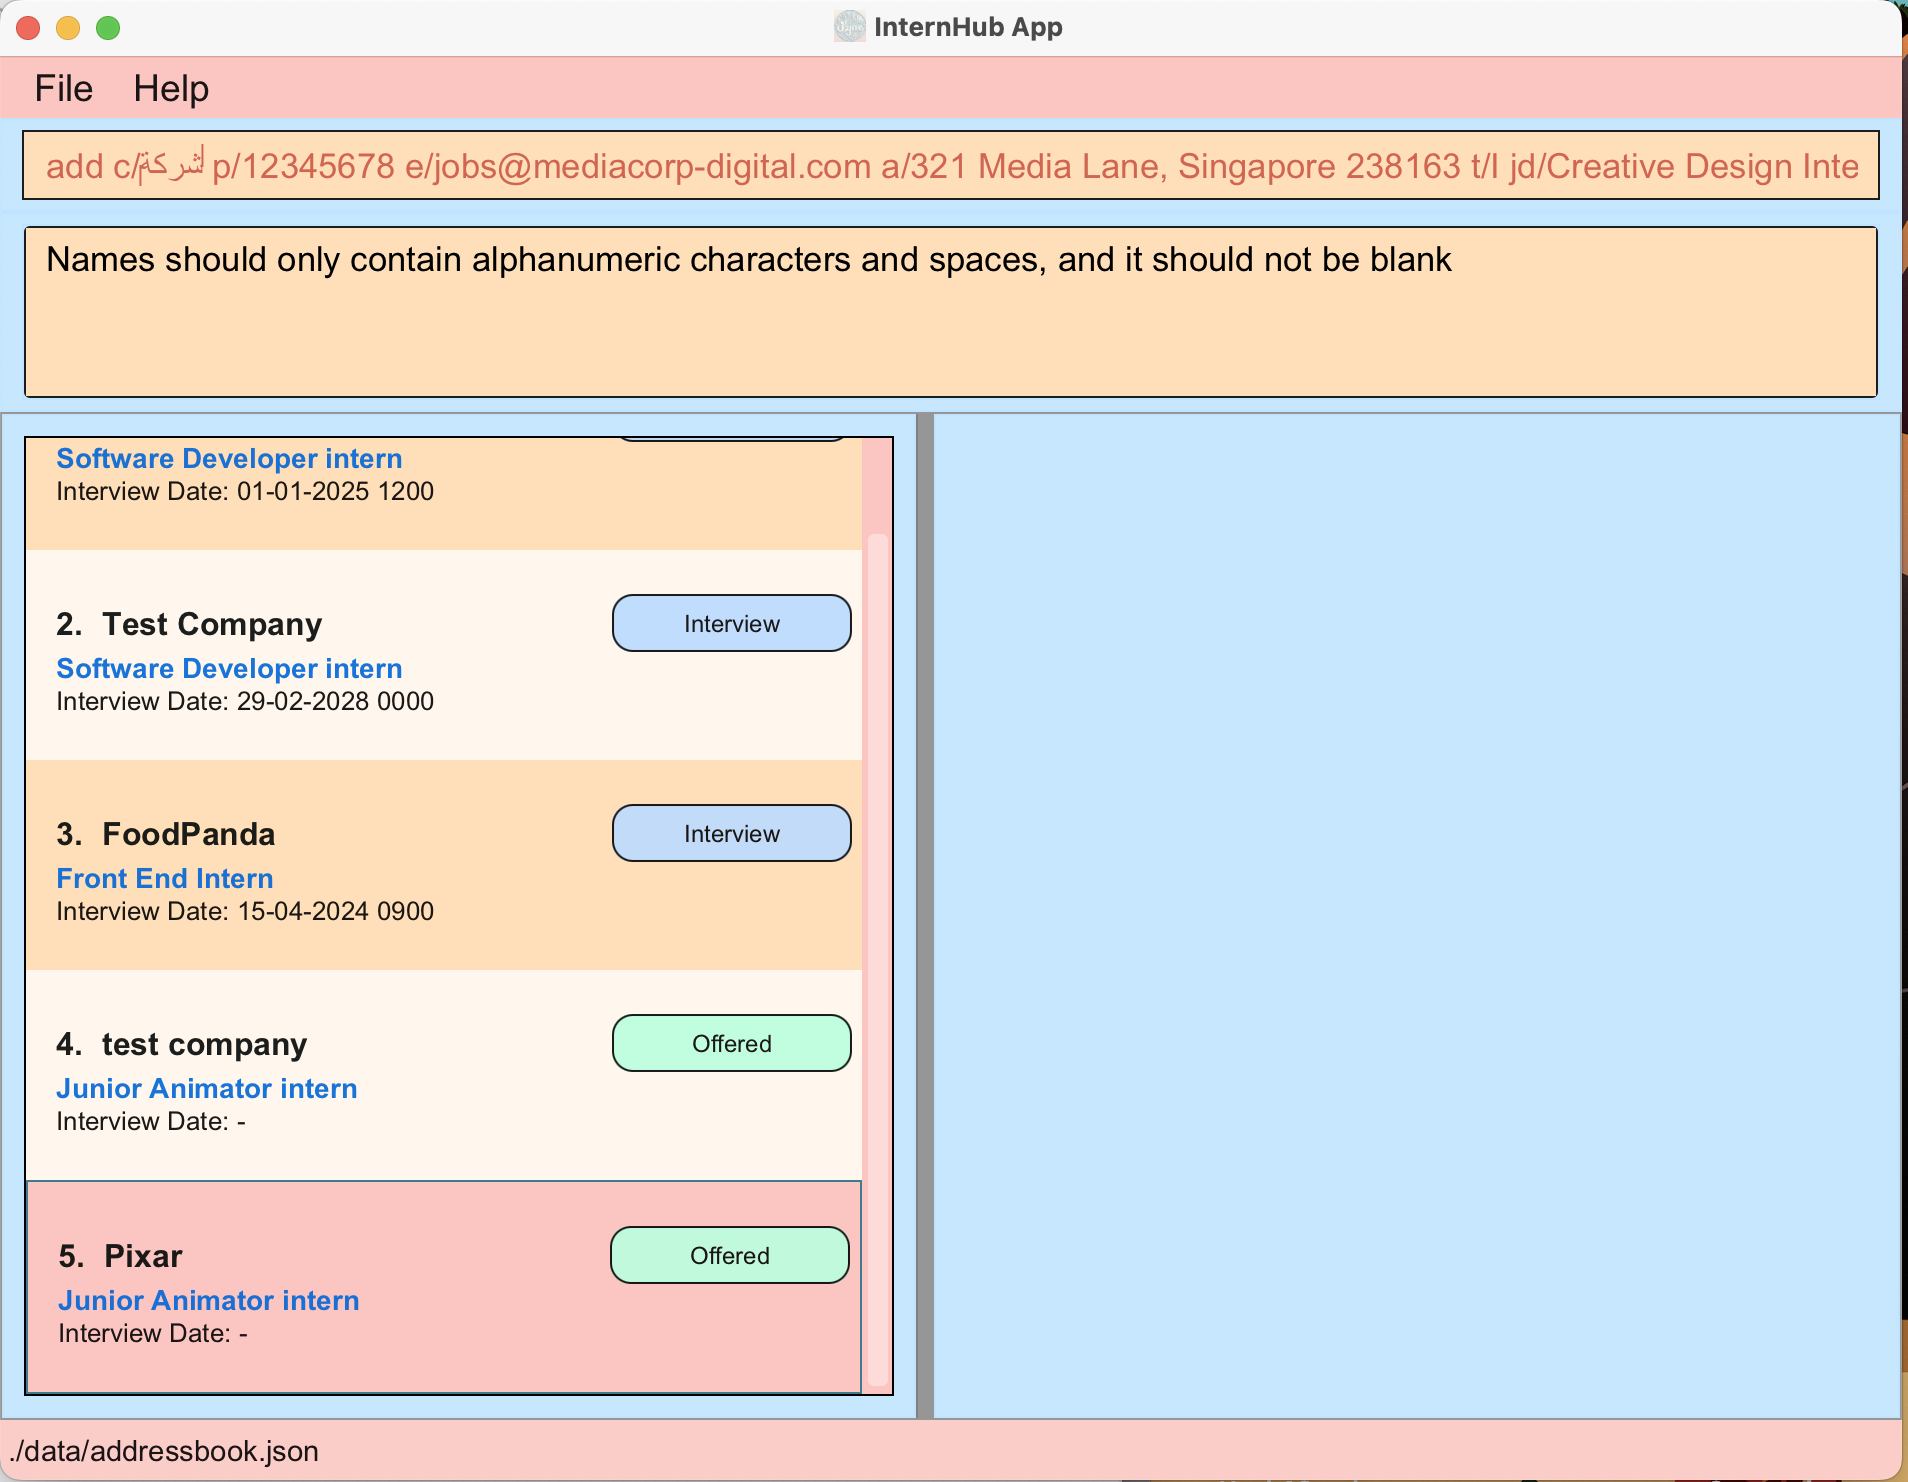 InternHub App
File Help
add c/شركة p/12345678 e/jobs@mediacorp-digital.com a/321 Media Lane, Singapore 238163 t/I jd/Creative Design Inte
Names should only contain alphanumeric characters and spaces, and it should not be blank
Software Developer intern
Interview Date: 01-01-2025 1200
2. Test Company
Interview
Software Developer intern
Interview Date: 29-02-2028 0000
3. FoodPanda
Interview
Front End Intern
Interview Date: 15-04-2024 0900
4. test company
Offered
Junior Animator intern
Interview Date: -
5. Pixar
Offered
Junior Animator intern
Interview Date: -
./data/addressbook.json